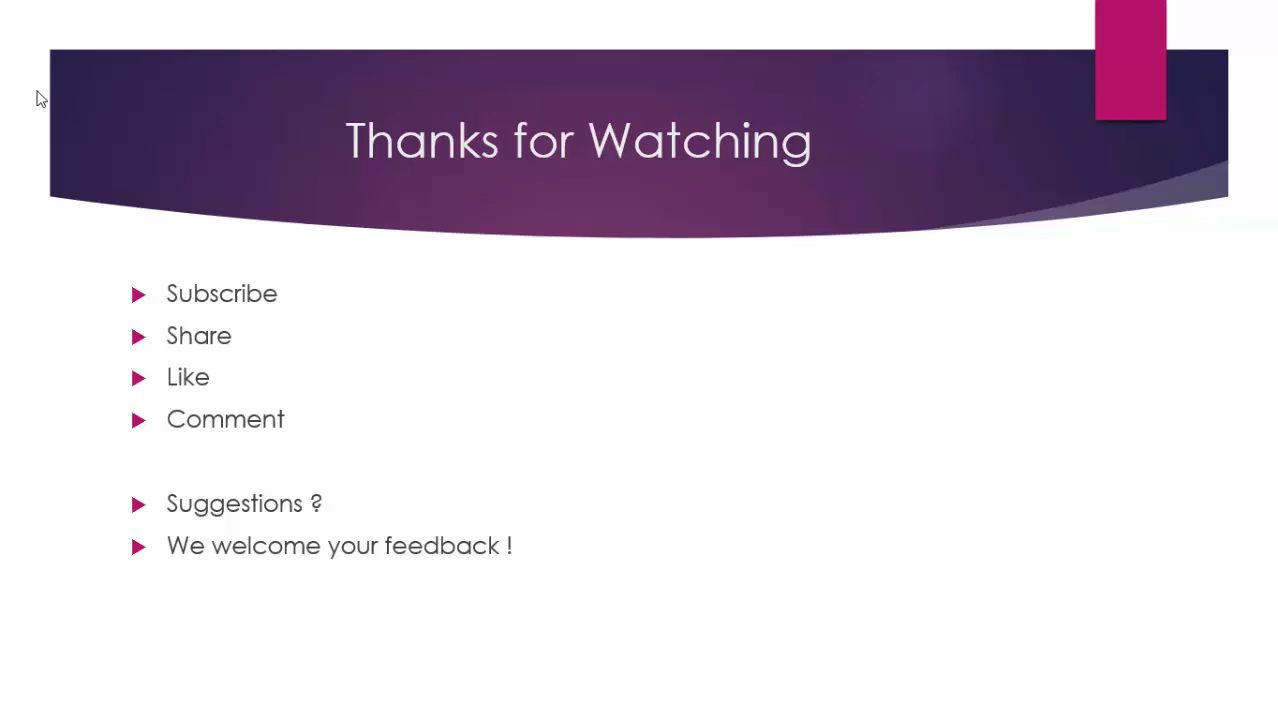 Thanks for Watching
Subscribe
Share
Like
Comment
Suggestions ?
We welcome your feedback !